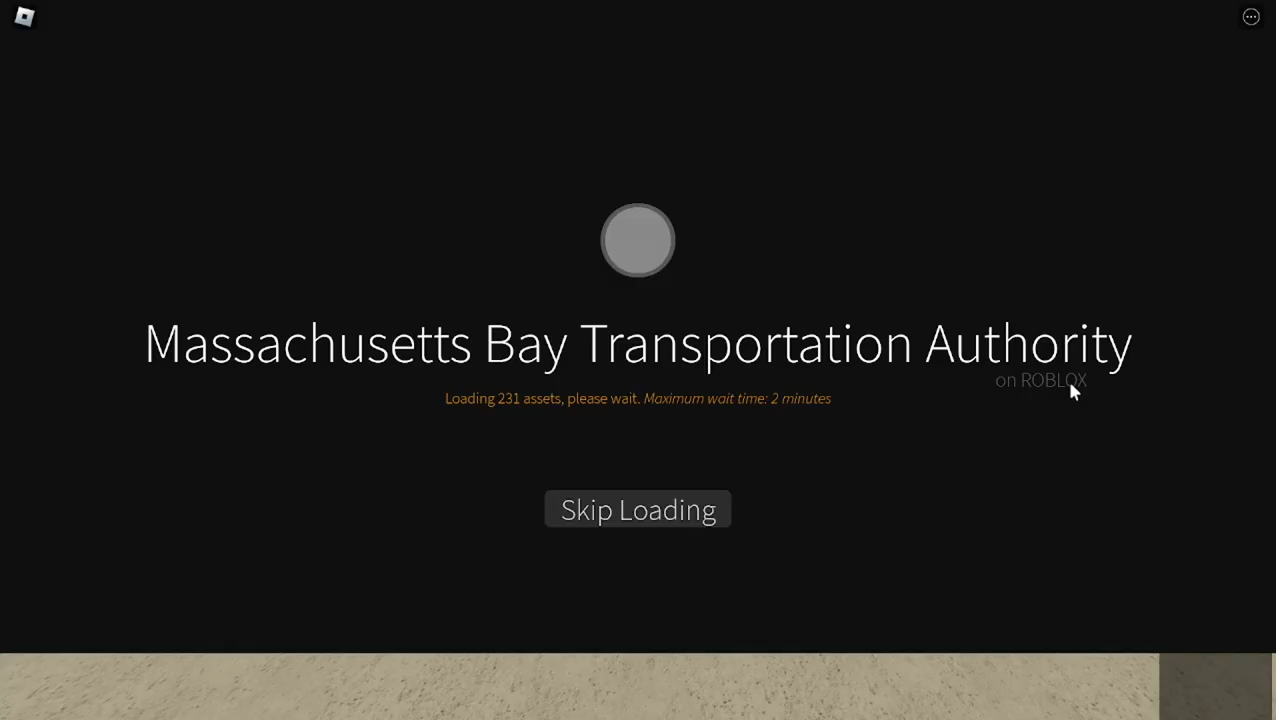 Massachusetts Bay Transportation Authority
on ROBLOX
Loading 231 assets, please wait. Maximum wait time: 2 minutes
Skip Loading